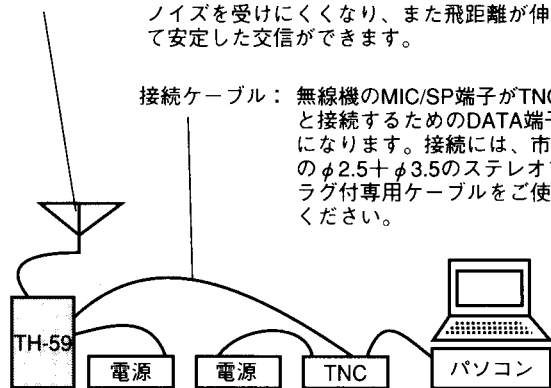 ノイズを受けにくくなり、また飛距離が伸
て安定した交信ができます。
接続ケーブル： 無線機のMIC/SP端子がTNC
と接続するためのDATA端子
になります。接続には、市
のφ2.5＋φ3.5のステレオ
ラグ付専用ケーブルをご使
ください。
TH-59
電源
電源
TNC
パソコン